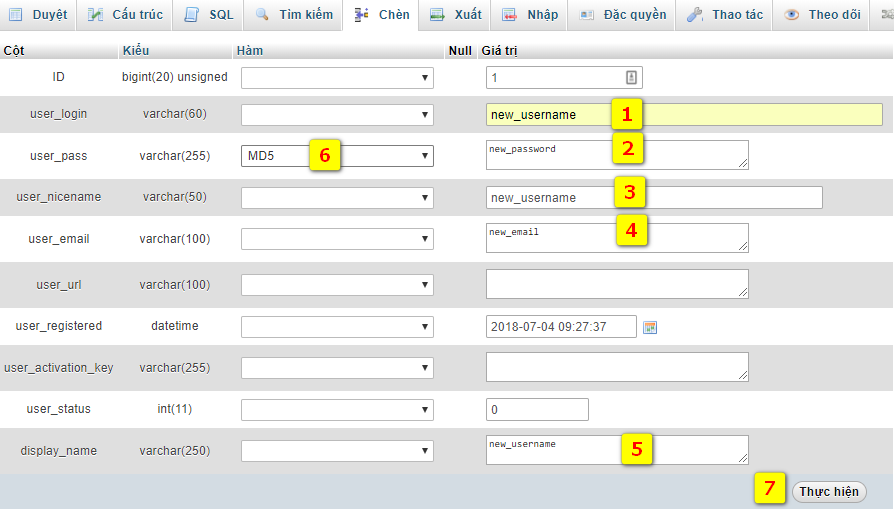 Duyệt Cấu trúc SQL Tìm kiếm Chèn Xuất Nhập Đặc quyền Thao tác Theo dõi
Cột Kiểu Hàm Null Giá trị
ID bigint(20) unsigned 1
user_login varchar(60) new_username 1
user_pass varchar(255) MD5 6 new_password 2
user_nicename varchar(50) new_username 3
user_email varchar(100) new_email 4
user_url varchar(100)
user_registered datetime 2018-07-04 09:27:37
user_activation_key varchar(255)
user_status int(11) 0
display_name varchar(250) new_username 5
7 Thực hiện